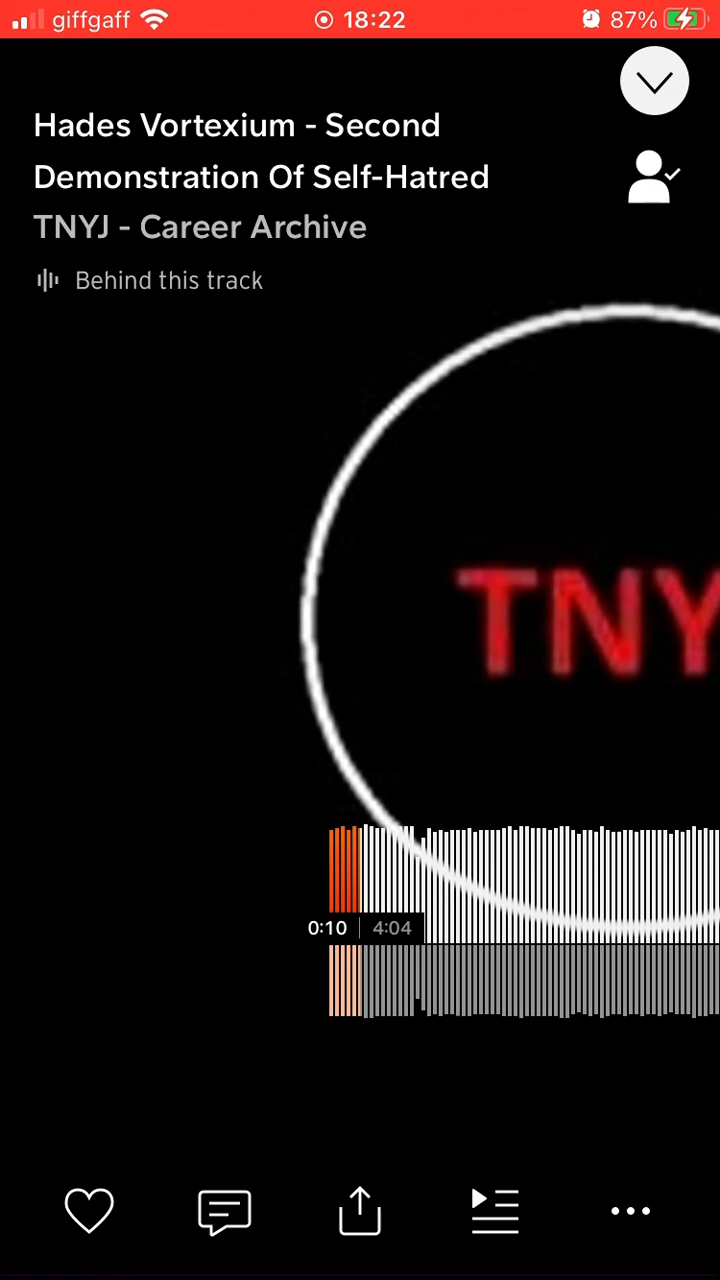 giffgaff 18:22 87%
Hades Vortexium - Second
Demonstration Of Self-Hatred
TNYJ - Career Archive
Behind this track
TNY
0:10 4:04